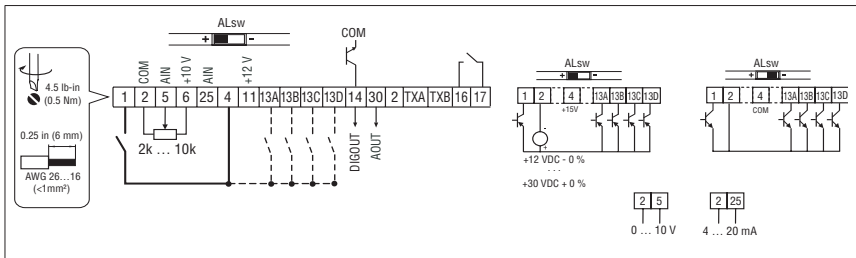 ALsw
+ -
4.5 lb-in
(0.5 Nm)
0.25 in (6 mm)
AWG 26...16
(<1mm²)
COM
AIN
+10 V
AIN
+12 V
COM
1 2 5 6 25 4 11 13A 13B 13C 13D 14 30 2 TXA TXB 16 17
2k ... 10k
DIGOUT
AOUT
ALsw
+ -
1 2 4 13A 13B 13C 13D
+15V
+12 VDC - 0 %
...
+30 VDC + 0 %
ALsw
+ -
1 2 4 13A 13B 13C 13D
COM
2 5
0 ... 10 V
2 25
4 ... 20 mA